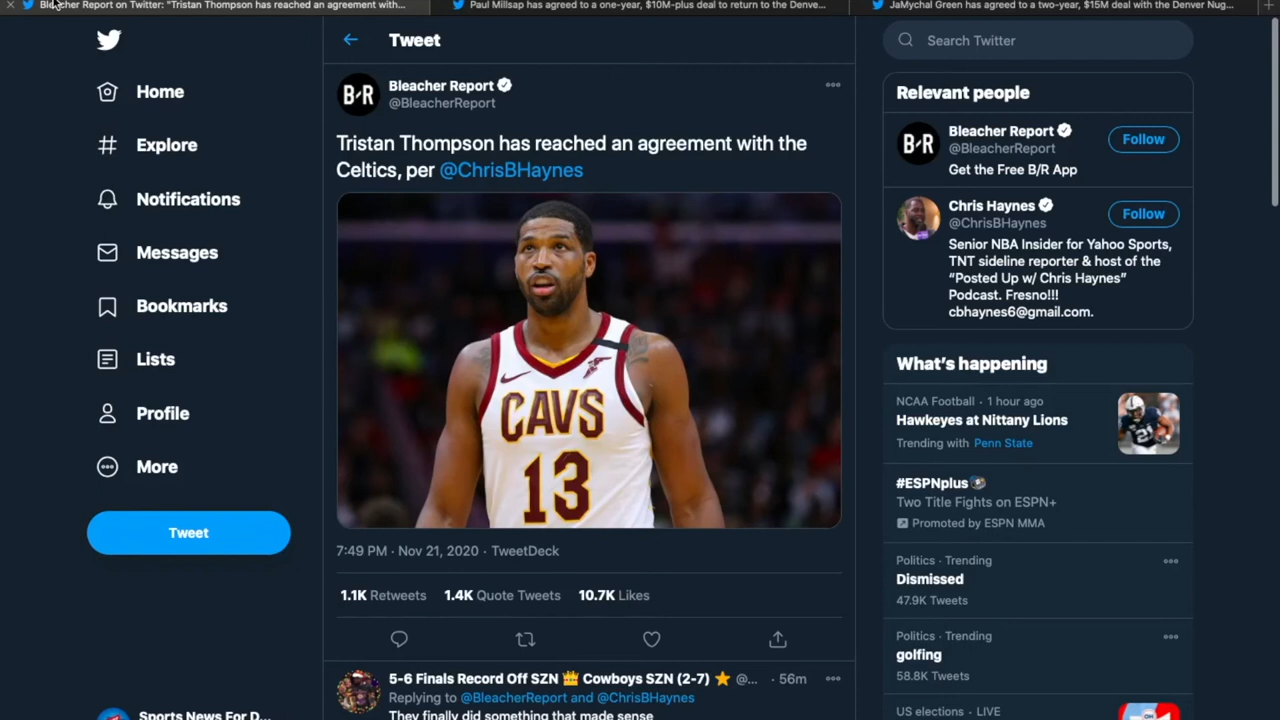 Bleacher Report on Twitter: "Tristan Thompson has reached an agreement with...
Paul Millsap has agreed to a one-year, $10M-plus deal to return to the Denve...
JaMychal Green has agreed to a two-year, $15M deal with the Denver Nug...
Home
Explore
Notifications
Messages
Bookmarks
Lists
Profile
More
Tweet
Sports News For D...
Tweet
B·R
Bleacher Report
@BleacherReport
Tristan Thompson has reached an agreement with the
Celtics, per @ChrisBHaynes
CAVS
13
7:49 PM · Nov 21, 2020 · TweetDeck
1.1K Retweets 1.4K Quote Tweets 10.7K Likes
5-6 Finals Record Off SZN 👑 Cowboys SZN (2-7) ⭐ @... · 56m
Replying to @BleacherReport and @ChrisBHaynes
They finally did something that made sense
Search Twitter
Relevant people
B·R
Bleacher Report
@BleacherReport
Follow
Get the Free B/R App
Chris Haynes
@ChrisBHaynes
Follow
Senior NBA Insider for Yahoo Sports,
TNT sideline reporter & host of the
“Posted Up w/ Chris Haynes”
Podcast. Fresno!!!
cbhaynes6@gmail.com.
What's happening
NCAA Football · 1 hour ago
Hawkeyes at Nittany Lions
Trending with Penn State
#ESPNplus
Two Title Fights on ESPN+
Promoted by ESPN MMA
Politics · Trending
Dismissed
47.9K Tweets
Politics · Trending
golfing
58.8K Tweets
US elections · LIVE